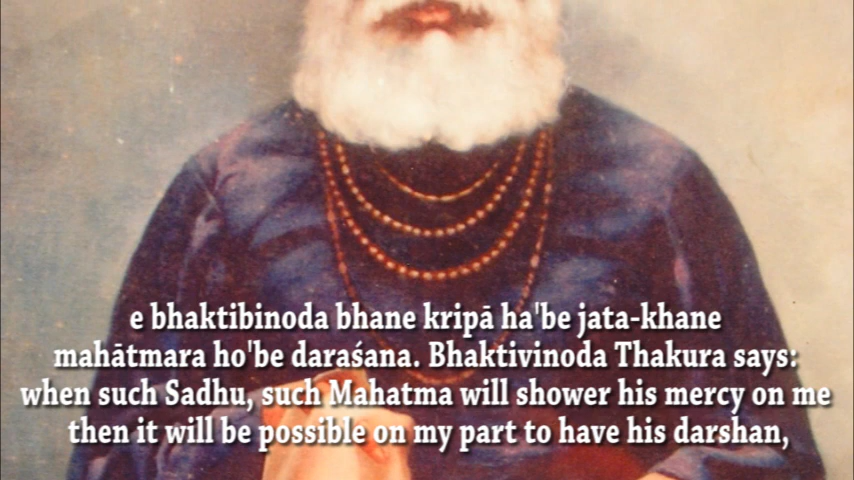 e bhaktibinoda bhane kripā ha'be jata-khane
mahātmara ho'be daraśana. Bhaktivinoda Thakura says:
when such Sadhu, such Mahatma will shower his mercy on me
then it will be possible on my part to have his darshan,